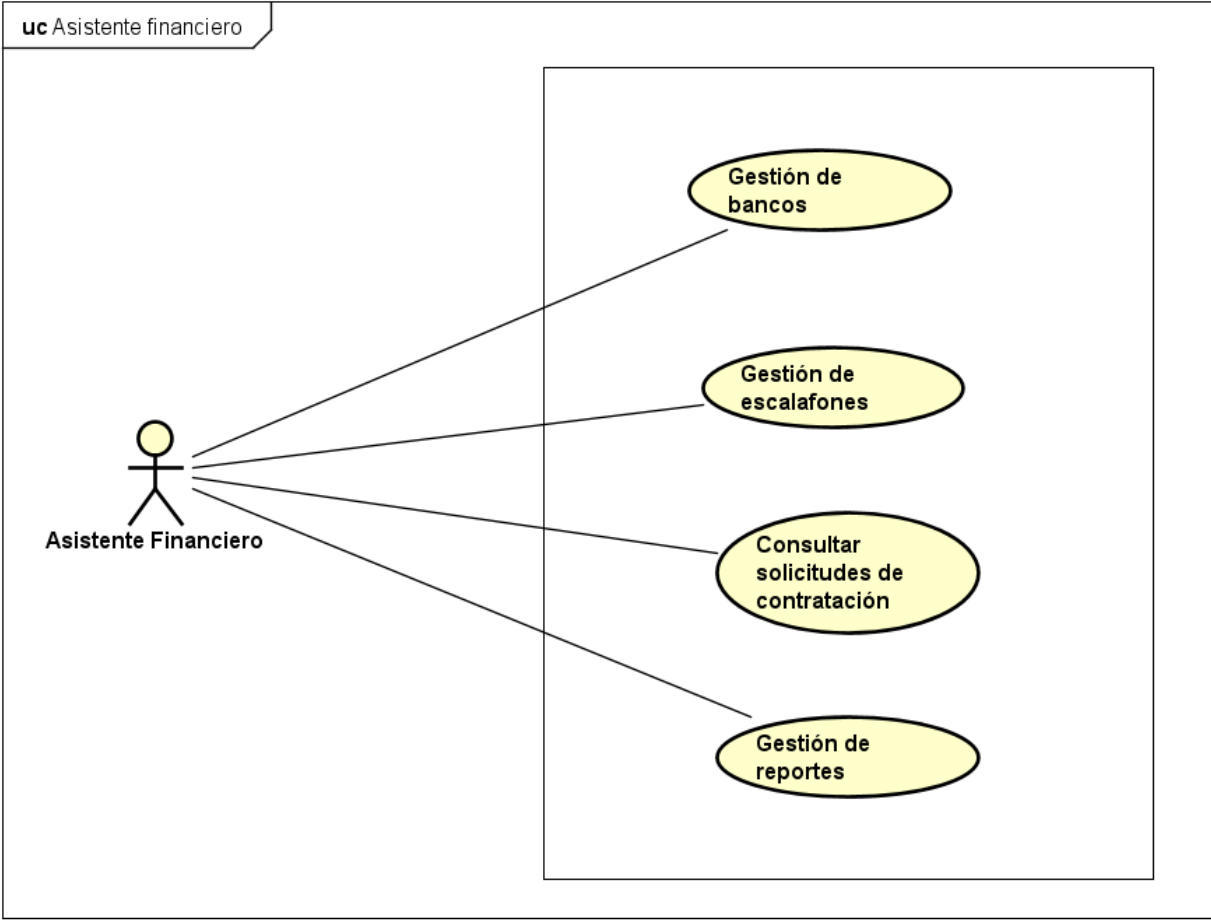 uc Asistente financiero
Gestión de
bancos
Gestión de
escalafones
Asistente Financiero
Consultar
solicitudes de
contratación
Gestión de
reportes